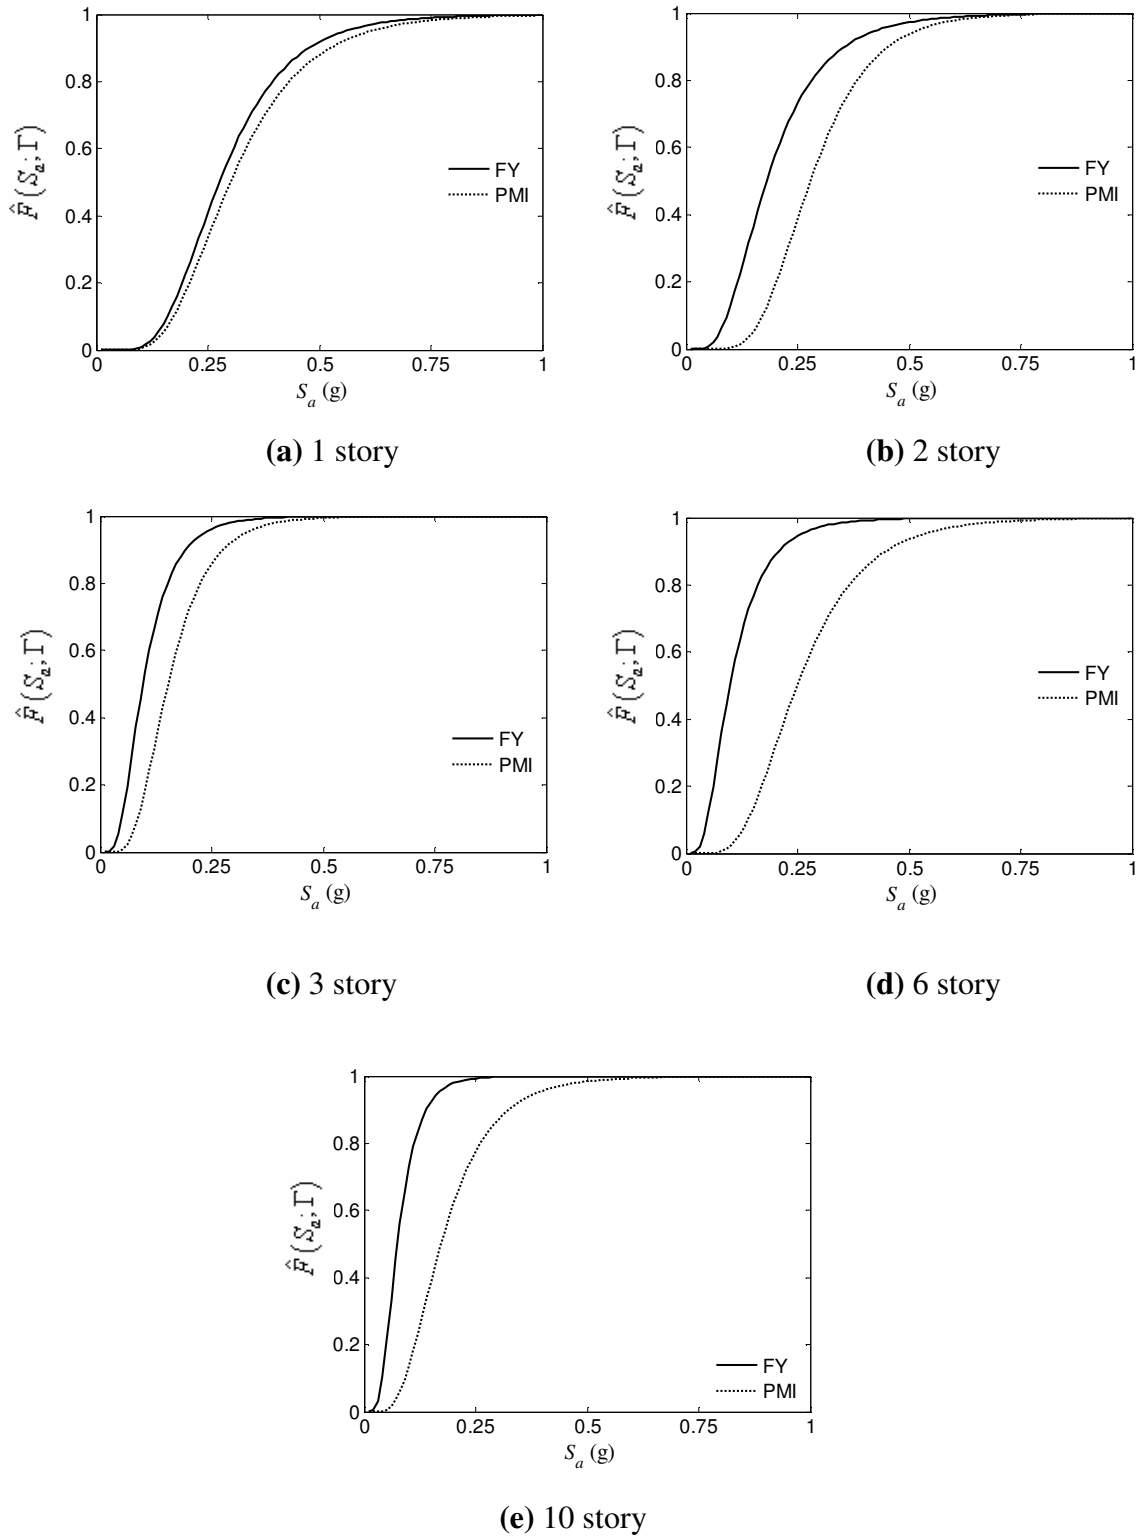 1
0.8
0.6
0.4
0.2
0
F̂(Sₐ; Γ)
FY
PMI
0 0.25 0.5 0.75 1
Sₐ (g)
(a) 1 story
1
0.8
0.6
0.4
0.2
0
F̂(Sₐ; Γ)
FY
PMI
0 0.25 0.5 0.75 1
Sₐ (g)
(b) 2 story
1
0.8
0.6
0.4
0.2
0
F̂(Sₐ; Γ)
FY
PMI
0 0.25 0.5 0.75 1
Sₐ (g)
(c) 3 story
1
0.8
0.6
0.4
0.2
0
F̂(Sₐ; Γ)
FY
PMI
0 0.25 0.5 0.75 1
Sₐ (g)
(d) 6 story
1
0.8
0.6
0.4
0.2
0
F̂(Sₐ; Γ)
FY
PMI
0 0.25 0.5 0.75 1
Sₐ (g)
(e) 10 story